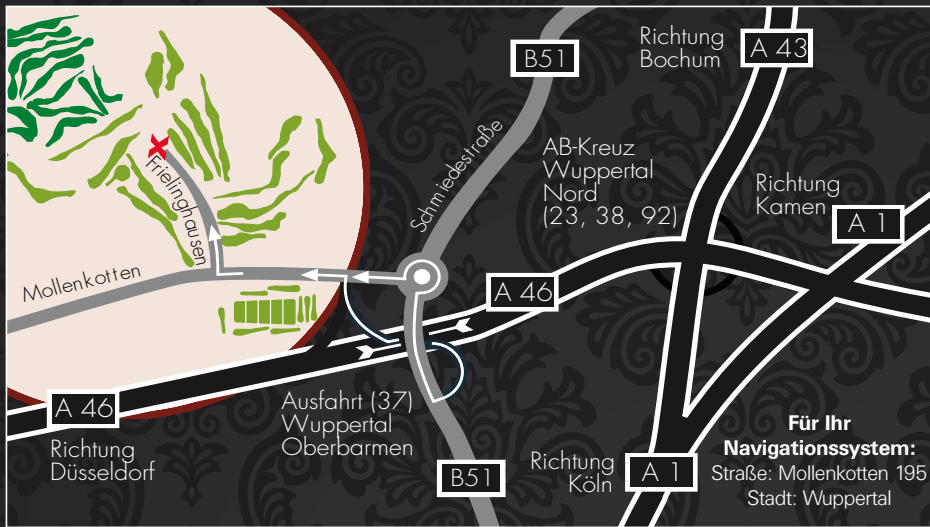 B51
Richtung
Bochum
A 43
Schmiedestraße
AB-Kreuz
Wuppertal
Nord
(23, 38, 92)
Richtung
Kamen
A 1
Frielinghausen
Mollenkotten
A 46
A 46
Richtung
Düsseldorf
Ausfahrt (37)
Wuppertal
Oberbarmen
B51
Richtung
Köln
A 1
Für Ihr
Navigationssystem:
Straße: Mollenkotten 195
Stadt: Wuppertal